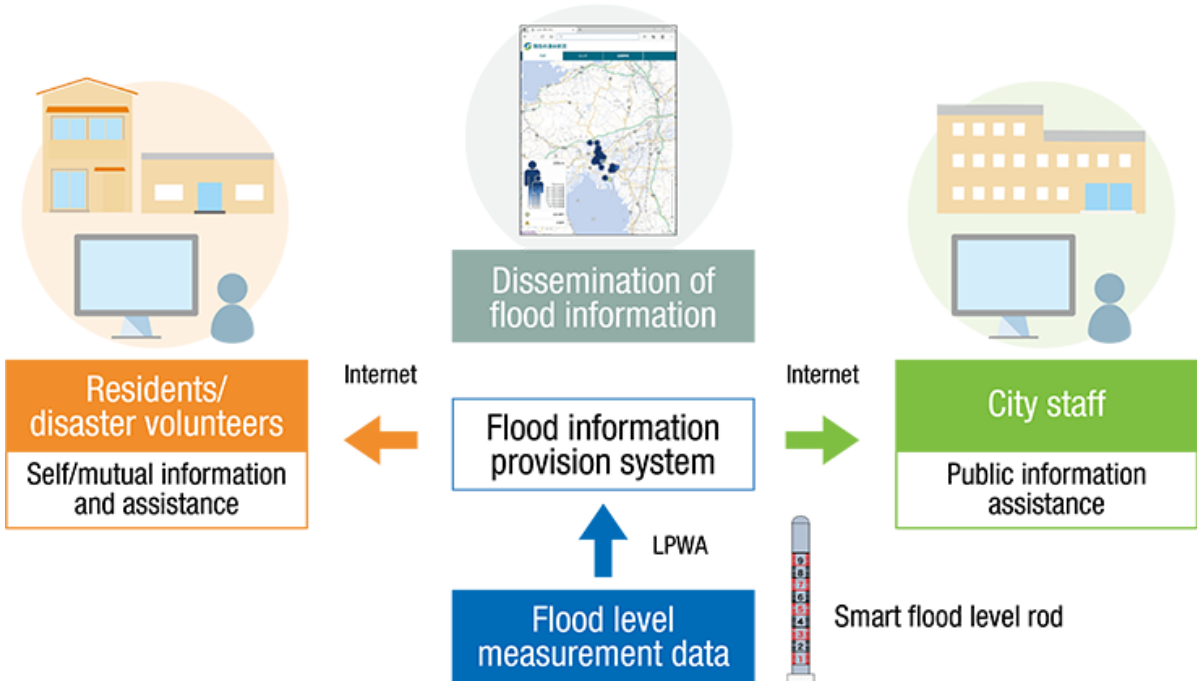 Dissemination of
flood information
Internet
Internet
Residents/
disaster volunteers
Self/mutual information
and assistance
Flood information
provision system
City staff
Public information
assistance
LPWA
Flood level
measurement data
9
8
7
6
5
4
3
2
1
Smart flood level rod